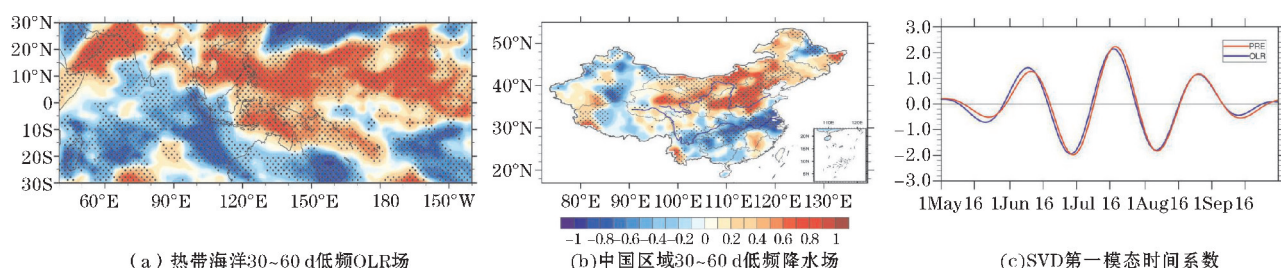 30°N
20°N
10°N
0
10°S
20°S
30S
60°E 90°E 120°E 150°E 180 150°W
(a) 热带海洋30~60 d低频OLR场
50°N
40°N
30°N
20°N
80°E 90°E 100°E 110°E 120°E 130°E
-1 -0.8 -0.6 -0.4 -0.2 0 0.2 0.4 0.6 0.8 1
(b)中国区域30~60 d低频降水场
1May16 1Jun 16 1Jul 16 1Aug16 1Sep16
3.0
2.0
1.0
0.0
-1.0
-2.0
-3.0
PRE
OLR
(c)SVD第一模态时间系数